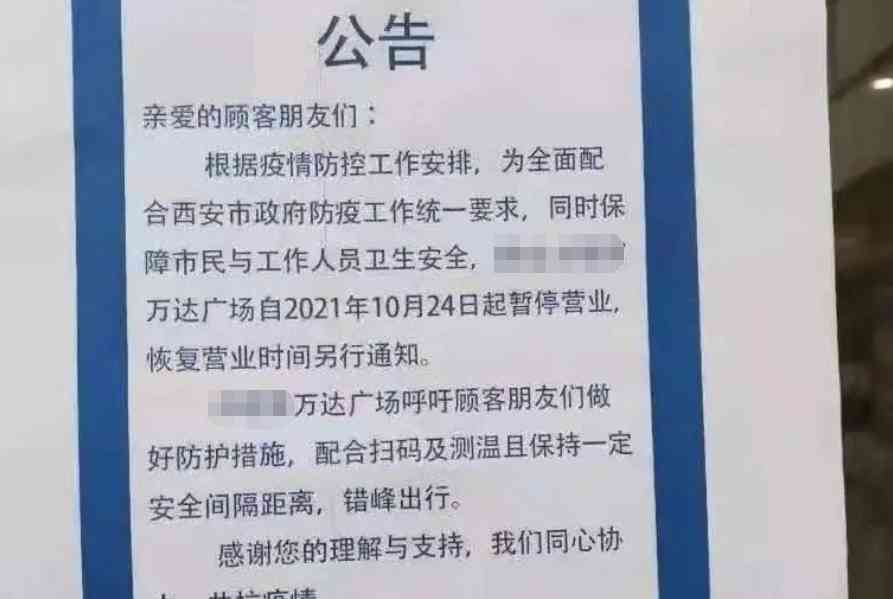 公告
亲爱的顾客朋友们：
根据疫情防控工作安排，为全面配
合西安市政府防疫工作统一要求，同时保
障市民与工作人员卫生安全，
万达广场自2021年10月24日起暂停营业，
恢复营业时间另行通知。
万达广场呼吁顾客朋友们做
好防护措施，配合扫码及测温且保持一定
安全间隔距离，错峰出行。
感谢您的理解与支持，我们同心协
共抗疫情